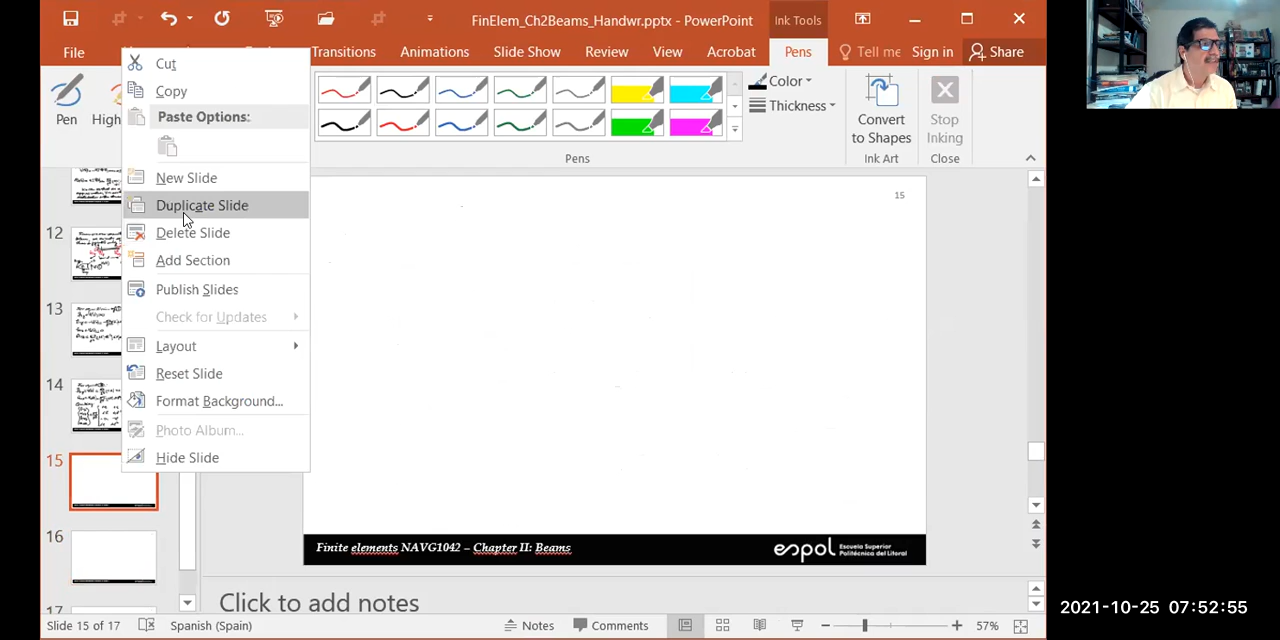 FinElem_Ch2Beams_Handwr.pptx - PowerPoint
Ink Tools
File
Transitions
Animations
Slide Show
Review
View
Acrobat
Pens
Tell me
Sign in
Share
Cut
Copy
Paste Options:
New Slide
Duplicate Slide
Delete Slide
Add Section
Publish Slides
Check for Updates
Layout
Reset Slide
Format Background...
Photo Album...
Hide Slide
Pen
High
Color
Thickness
Convert
to Shapes
Stop
Inking
Pens
Ink Art
Close
12
13
14
15
16
17
15
Finite elements NAVG1042 – Chapter II: Beams
espol
Escuela Superior
Politécnica del Litoral
Click to add notes
Slide 15 of 17
Spanish (Spain)
Notes
Comments
57%
2021-10-25 07:52:55